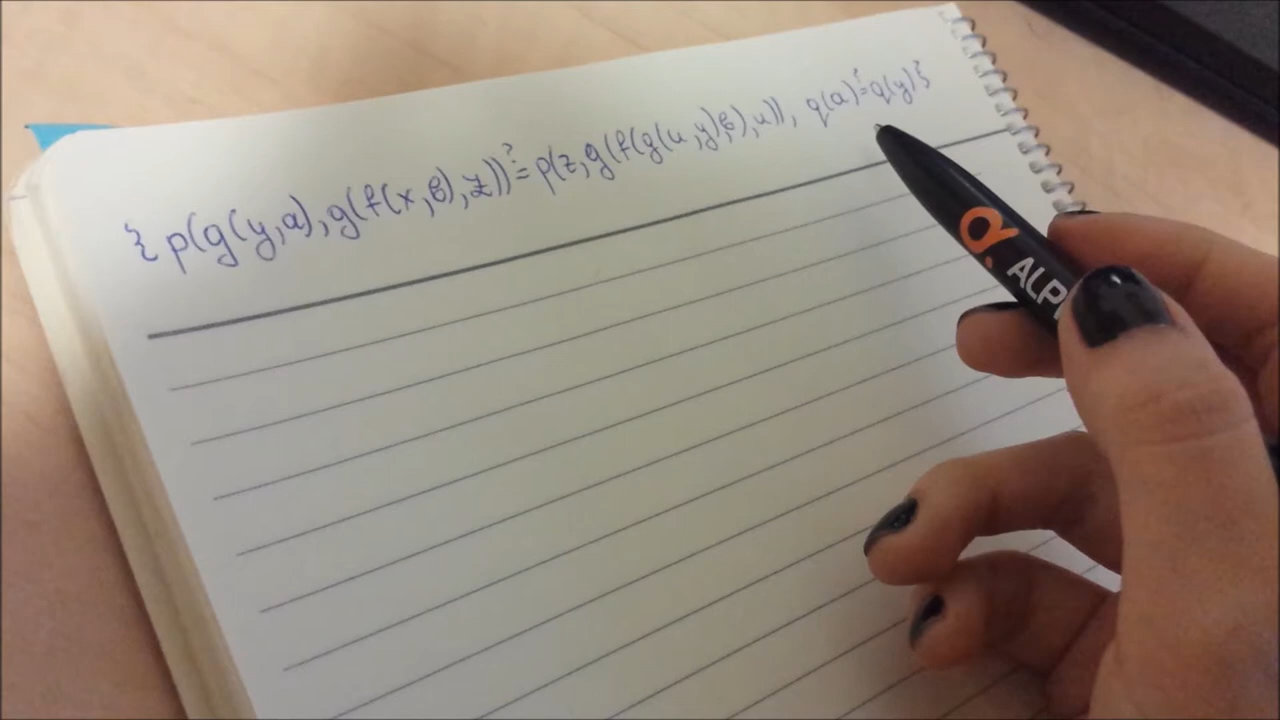 { p(g(y,a),g(f(x,b),z)) ≟ p(z,g(f(g(u,y)b),u)), q(a) ≟ q(y) }
α. ALP